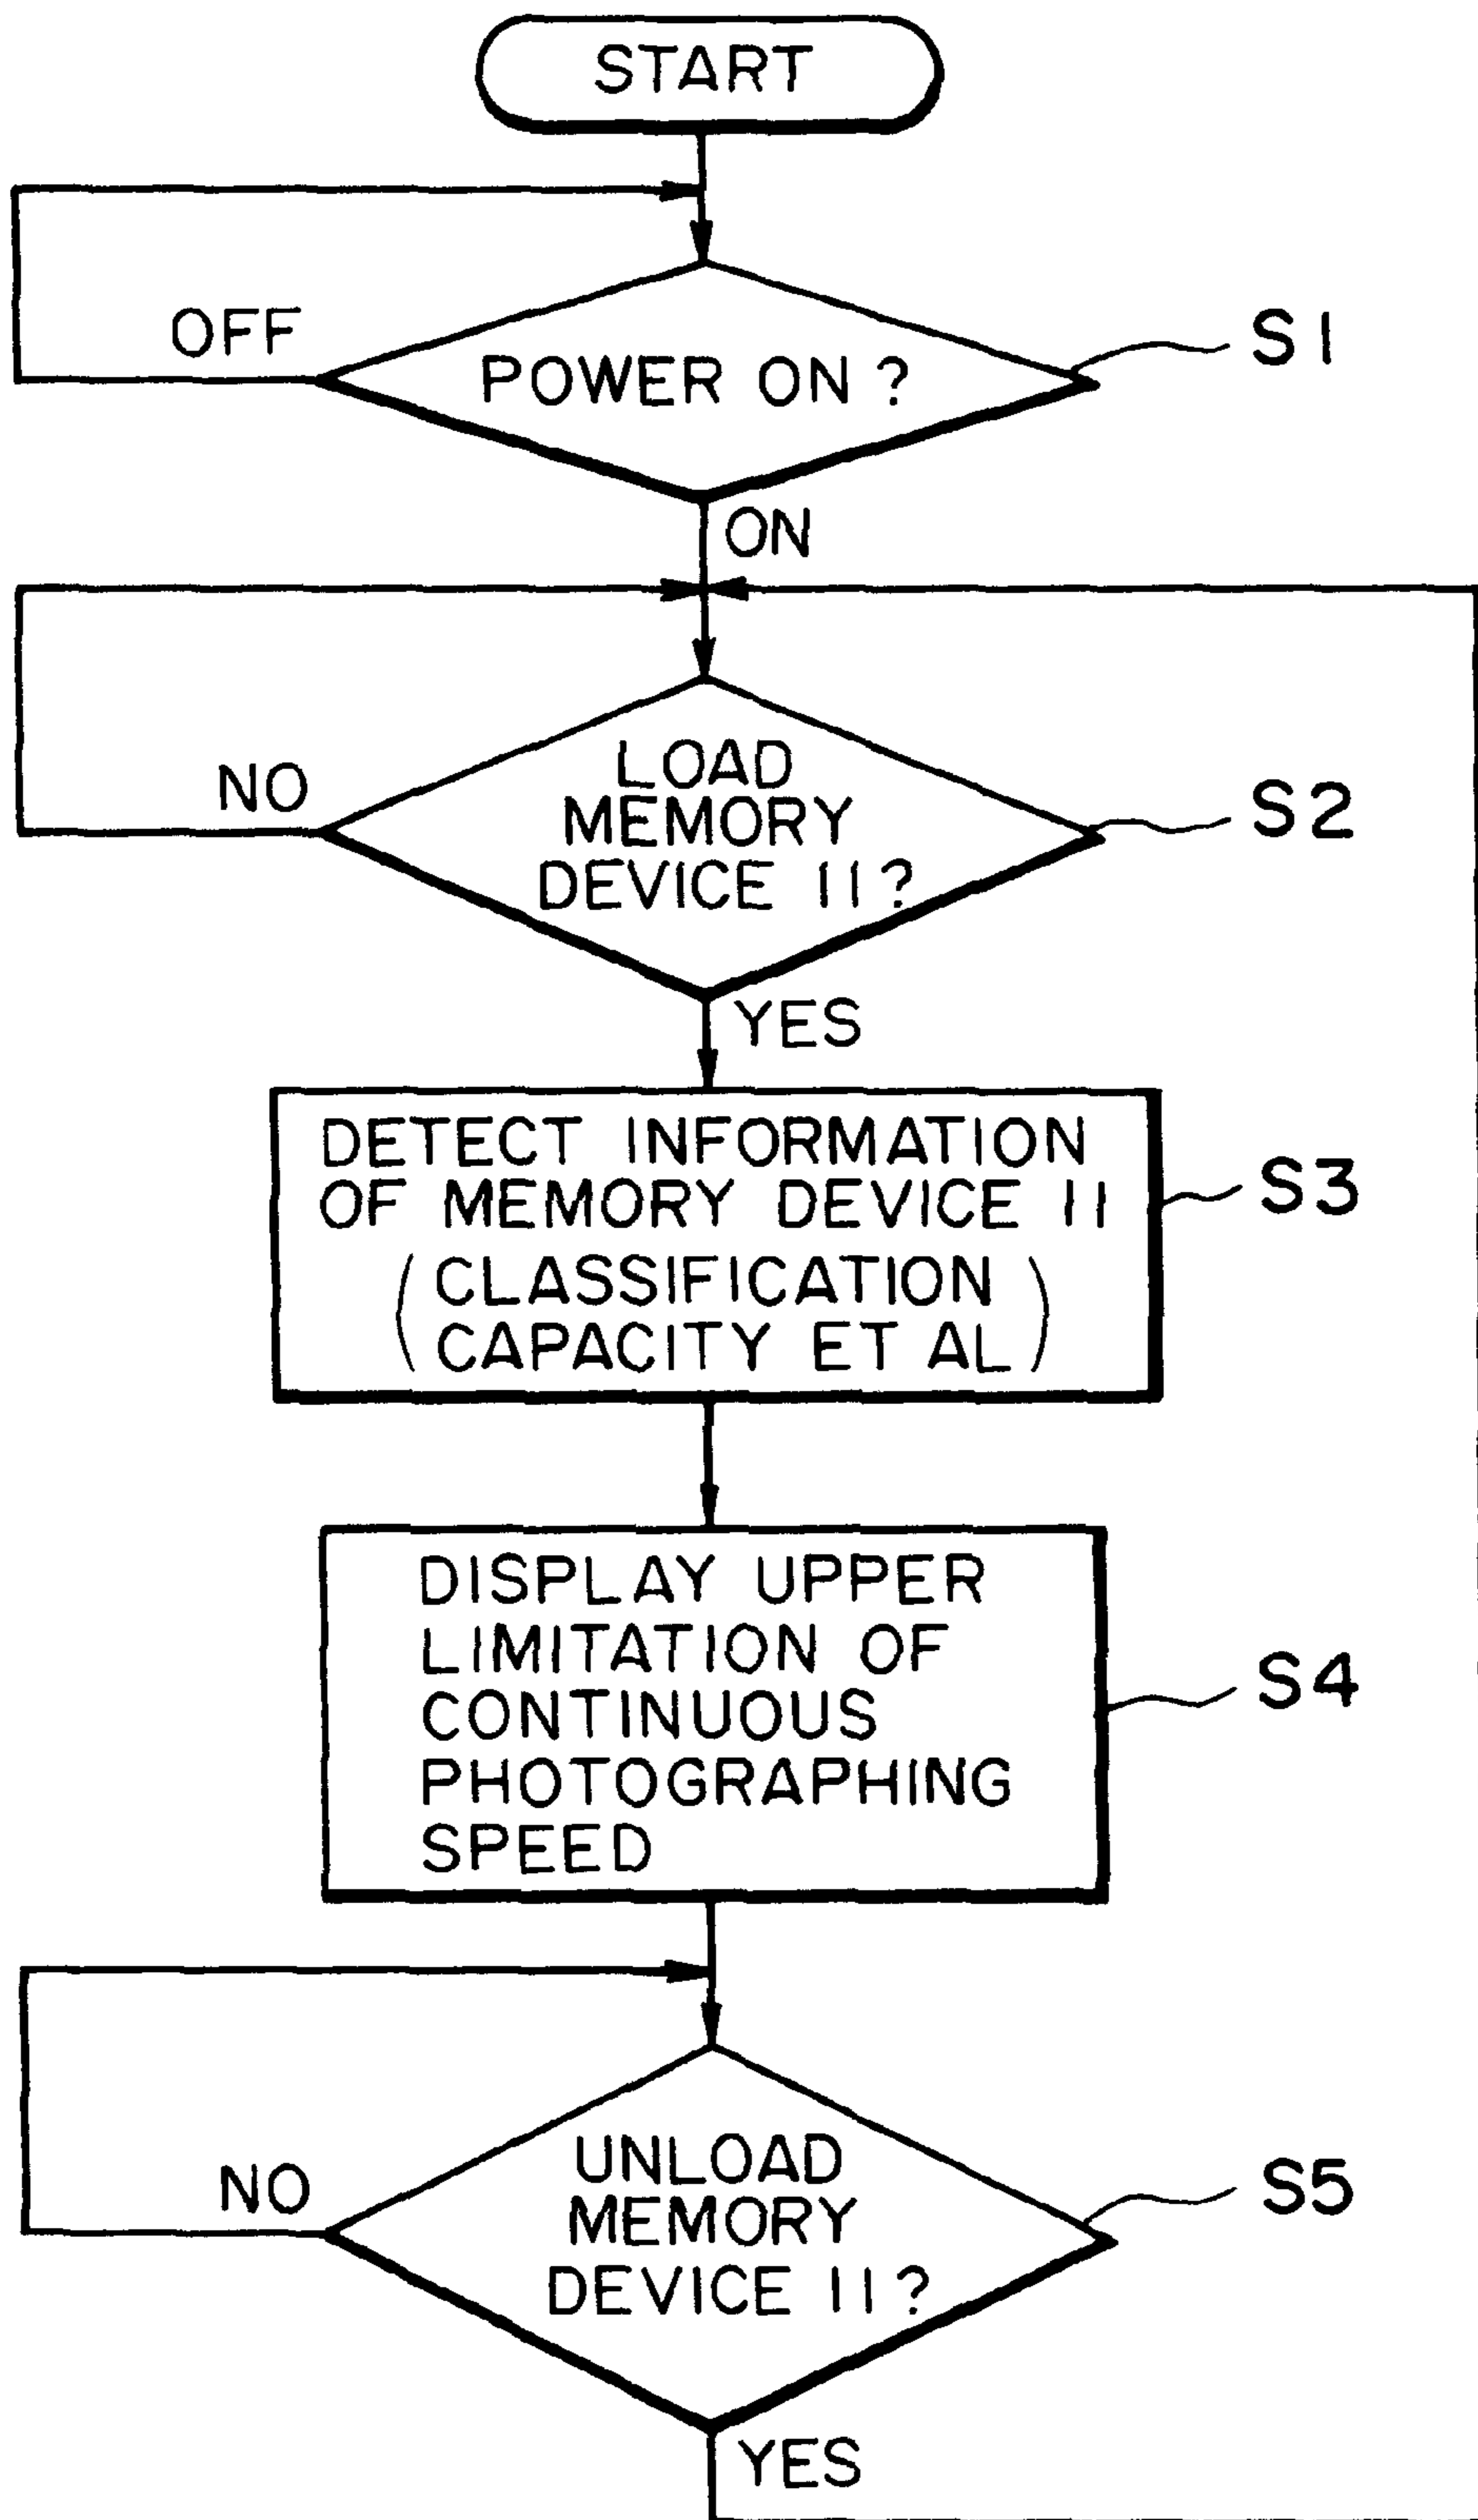 START
OFF
POWER ON ?
S1
ON
NO
LOAD
MEMORY
DEVICE 11 ?
S2
YES
DETECT INFORMATION
OF MEMORY DEVICE 11
(CLASSIFICATION
CAPACITY ET AL)
S3
DISPLAY UPPER
LIMITATION OF
CONTINUOUS
PHOTOGRAPHING
SPEED
S4
NO
UNLOAD
MEMORY
DEVICE 11 ?
S5
YES